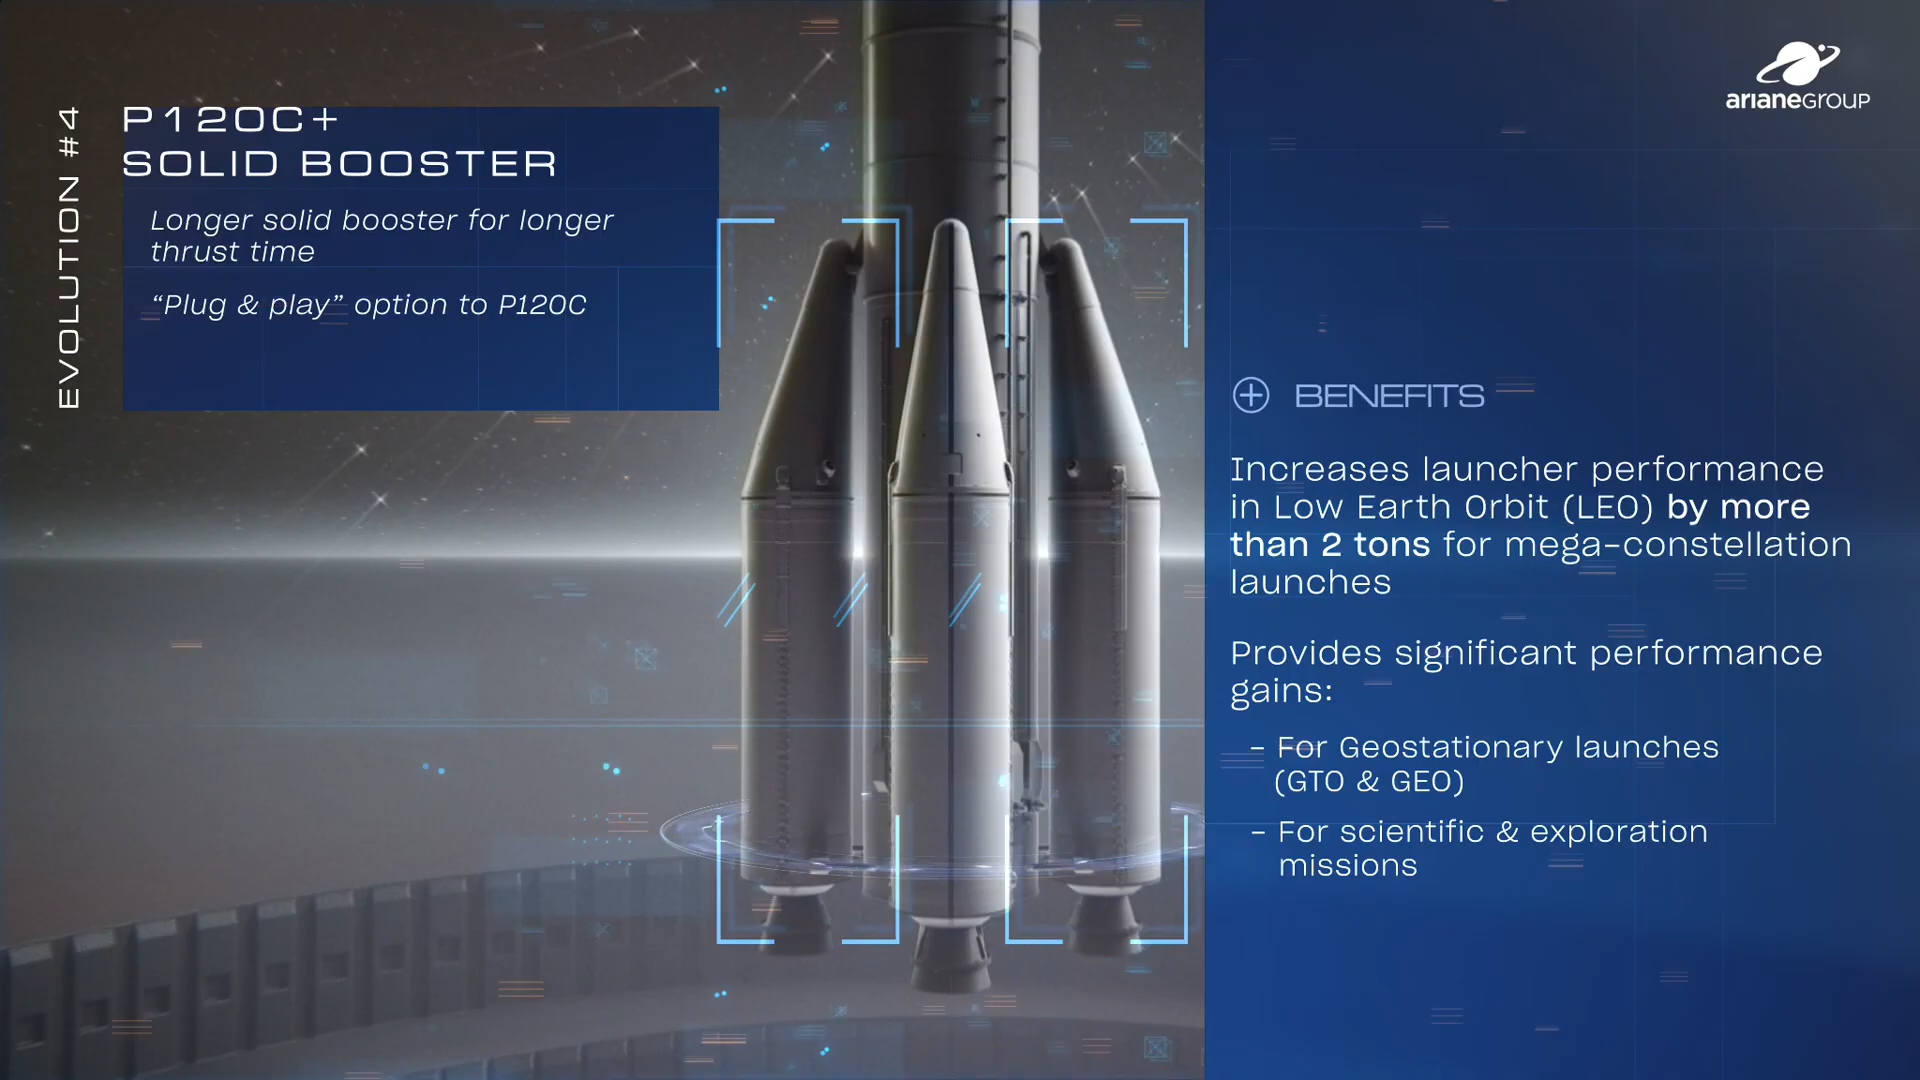 EVOLUTION #4
P120C+
SOLID BOOSTER
Longer solid booster for longer
thrust time
“Plug & play” option to P120C
arianeGROUP
BENEFITS
Increases launcher performance
in Low Earth Orbit (LEO) by more
than 2 tons for mega-constellation
launches
Provides significant performance
gains:
- For Geostationary launches
(GTO & GEO)
- For scientific & exploration
missions